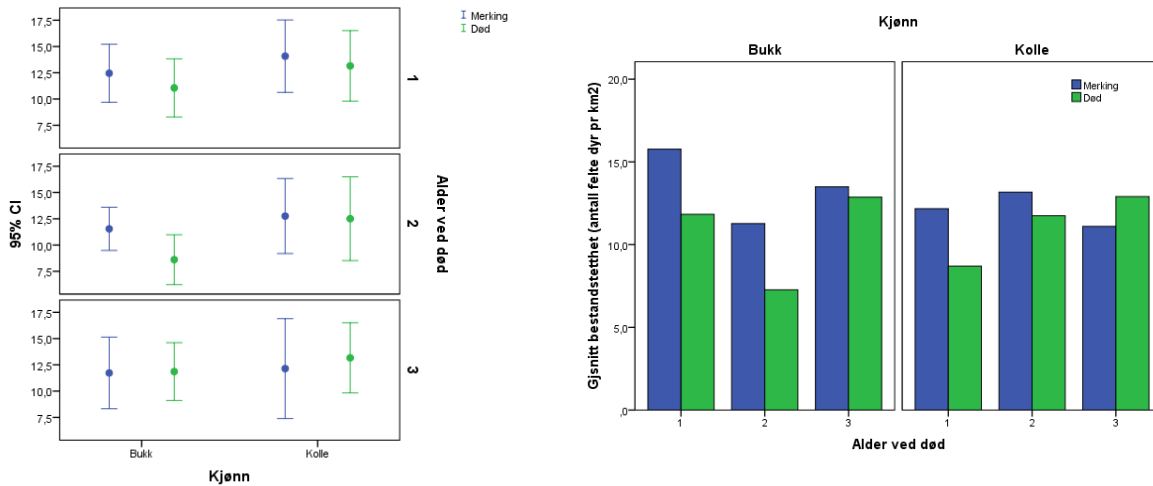 Merking
Død
17,5
15,0
12,5
10,0
7,5
1
17,5
15,0
12,5
10,0
7,5
2
17,5
15,0
12,5
10,0
7,5
3
95% CI
Alder ved død
Bukk
Kolle
Kjønn
Kjønn
Bukk
Kolle
Merking
Død
Gjsnitt bestandstetthet (antall felte dyr pr km2)
20,0
15,0
10,0
5,0
,0
1
2
3
1
2
3
Alder ved død